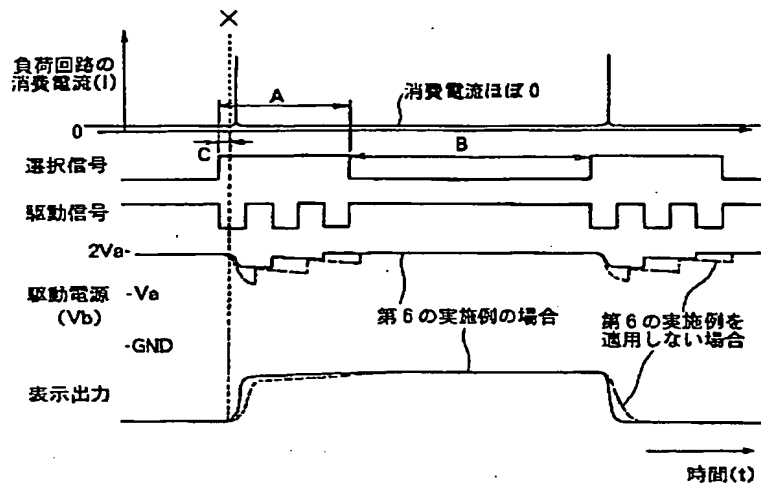 X
負荷回路の
消費電流(I)
A
消費電流ほぼ0
0
C
B
選択信号
駆動信号
2Va-
駆動電源
(Vb)
-Va
-GND
第6の実施例の場合
第6の実施例を
適用しない場合
表示出力
時間(t)